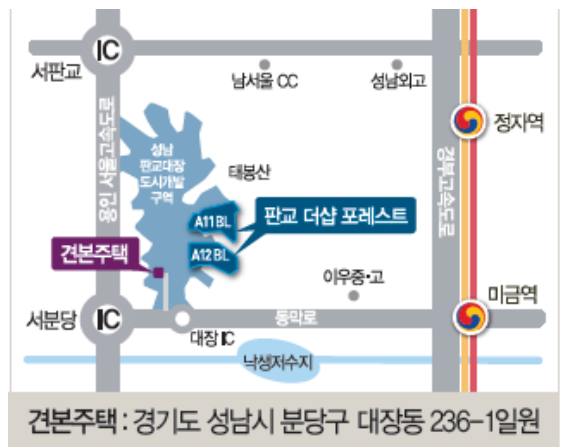 IC
서판교
남서울 CC
성남외고
정자역
용인 서울고속도로
경부고속도로
성남
판교대장
도시개발
구역
태봉산
A11BL
판교 더샵 포레스트
A12BL
견본주택
이우중·고
미금역
서분당
IC
동막로
대장 IC
낙생저수지
견본주택 : 경기도 성남시 분당구 대장동 236-1일원